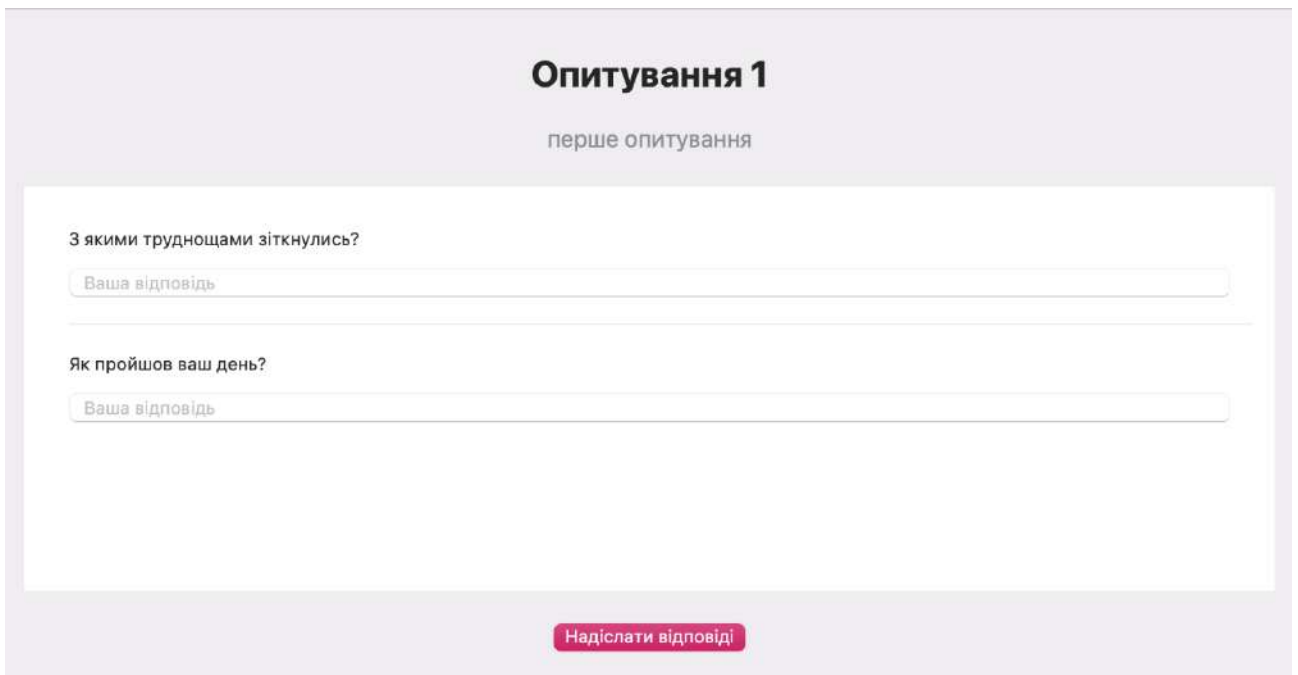 Опитування 1
перше опитування
З якими труднощами зіткнулись?
Ваша відповідь
Як пройшов ваш день?
Ваша відповідь
Надіслати відповіді